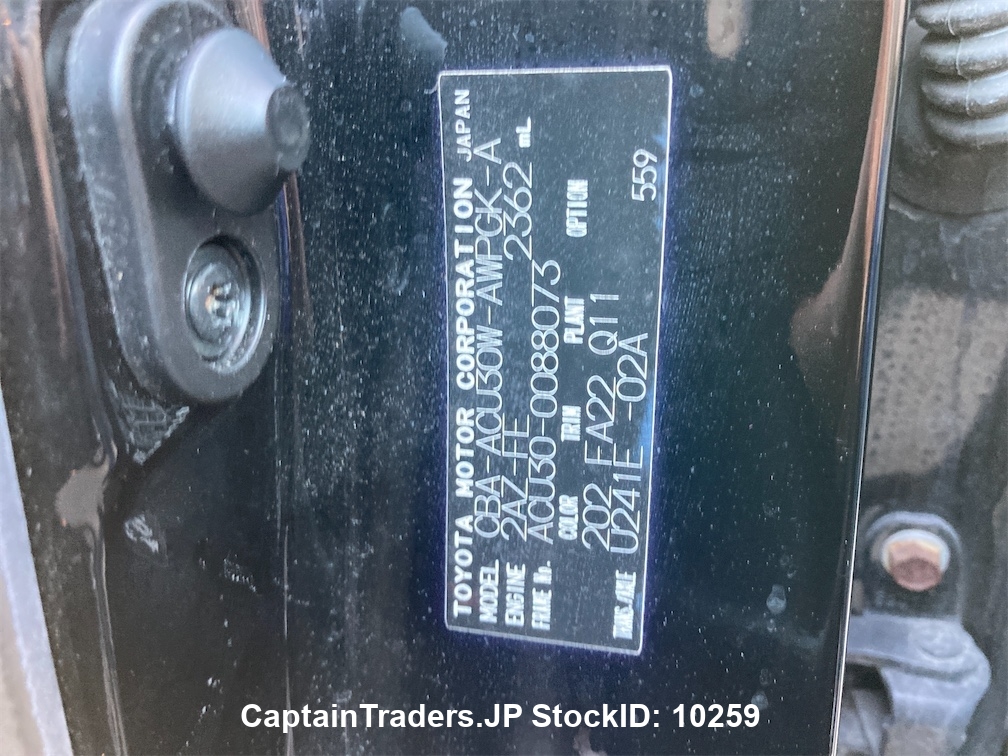 TOYOTA MOTOR CORPORATION JAPAN
MODEL CBA-ACU30W-AWPGK-A
ENGINE 2AZ-FE 2362 mL
FRAME No. ACU30-0088073
COLOR TRIM PLANT OPTION
202 FA22 Q11
TRANS./AXLE U241F -02A 559
CaptainTraders.JP StockID: 10259